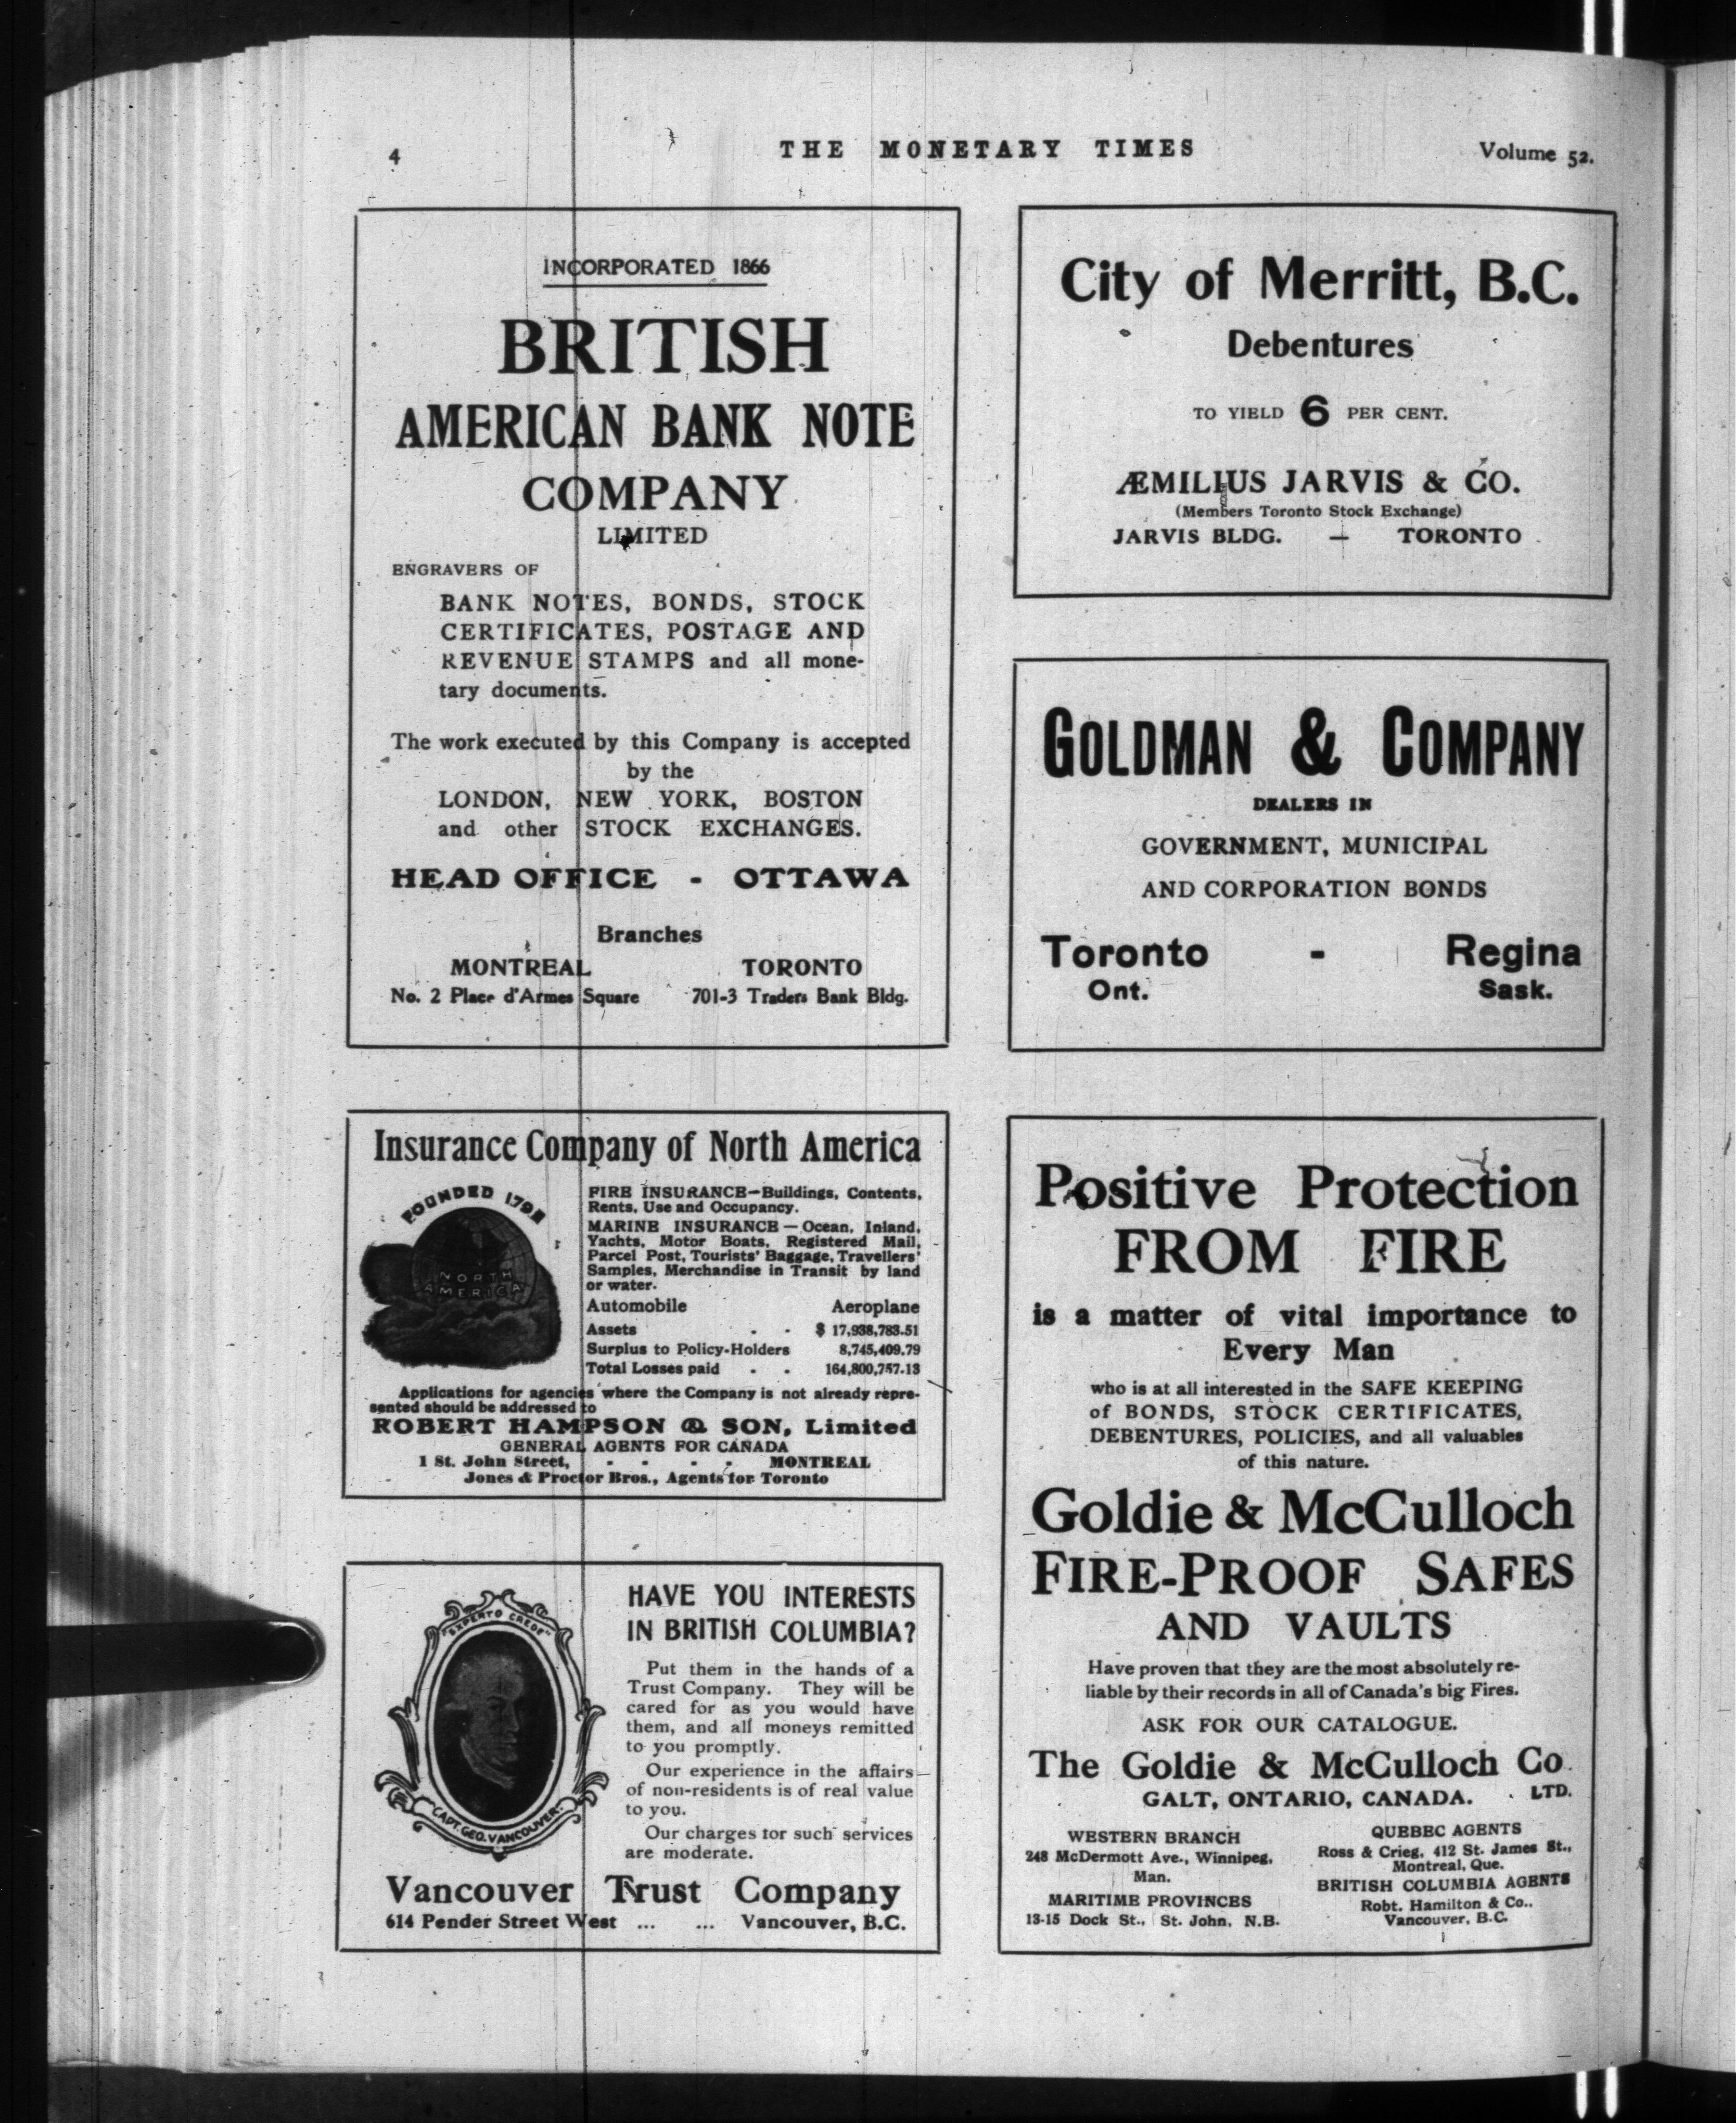 4
THE MONETARY TIMES
Volume 52.
INCORPORATED 1866
BRITISH
AMERICAN BANK NOTE
COMPANY
LIMITED
ENGRAVERS OF
BANK NOTES, BONDS, STOCK
CERTIFICATES, POSTAGE AND
REVENUE STAMPS and all mone-
tary documents.
The work executed by this Company is accepted
by the
LONDON, NEW YORK, BOSTON
and other STOCK EXCHANGES.
HEAD OFFICE - OTTAWA
Branches
MONTREAL TORONTO
No. 2 Place d'Armes Square 701-3 Traders Bank Bldg.
Insurance Company of North America
FOUNDED 1792
NORTH
AMERICA
FIRE INSURANCE—Buildings, Contents,
Rents, Use and Occupancy.
MARINE INSURANCE — Ocean, Inland,
Yachts, Motor Boats, Registered Mail,
Parcel Post, Tourists' Baggage, Travellers'
Samples, Merchandise in Transit by land
or water.
Automobile Aeroplane
Assets - - $ 17,938,783.51
Surplus to Policy-Holders 8,745,409.79
Total Losses paid - - 164,800,757.13
Applications for agencies where the Company is not already repre-
sented should be addressed to
ROBERT HAMPSON & SON, Limited
GENERAL AGENTS FOR CANADA
1 St. John Street, - - - - MONTREAL
Jones & Proctor Bros., Agents for Toronto
"EXPERTO CREDE"
CAPT. GEO. VANCOUVER.
HAVE YOU INTERESTS
IN BRITISH COLUMBIA?
Put them in the hands of a
Trust Company. They will be
cared for as you would have
them, and all moneys remitted
to you promptly.
Our experience in the affairs
of non-residents is of real value
to you.
Our charges for such services
are moderate.
Vancouver Trust Company
614 Pender Street West ... ... Vancouver, B.C.
City of Merritt, B.C.
Debentures
TO YIELD 6 PER CENT.
ÆMILIUS JARVIS & CO.
(Members Toronto Stock Exchange)
JARVIS BLDG. — TORONTO
GOLDMAN & COMPANY
DEALERS IN
GOVERNMENT, MUNICIPAL
AND CORPORATION BONDS
Toronto - Regina
Ont. Sask.
Positive Protection
FROM FIRE
is a matter of vital importance to
Every Man
who is at all interested in the SAFE KEEPING
of BONDS, STOCK CERTIFICATES,
DEBENTURES, POLICIES, and all valuables
of this nature.
Goldie & McCulloch
FIRE-PROOF SAFES
AND VAULTS
Have proven that they are the most absolutely re-
liable by their records in all of Canada's big Fires.
ASK FOR OUR CATALOGUE.
The Goldie & McCulloch Co.
GALT, ONTARIO, CANADA. LTD.
WESTERN BRANCH
248 McDermott Ave., Winnipeg,
Man.
MARITIME PROVINCES
13-15 Dock St., St. John, N.B.
QUEBEC AGENTS
Ross & Crieg, 412 St. James St.,
Montreal, Que.
BRITISH COLUMBIA AGENTS
Robt. Hamilton & Co.,
Vancouver, B.C.